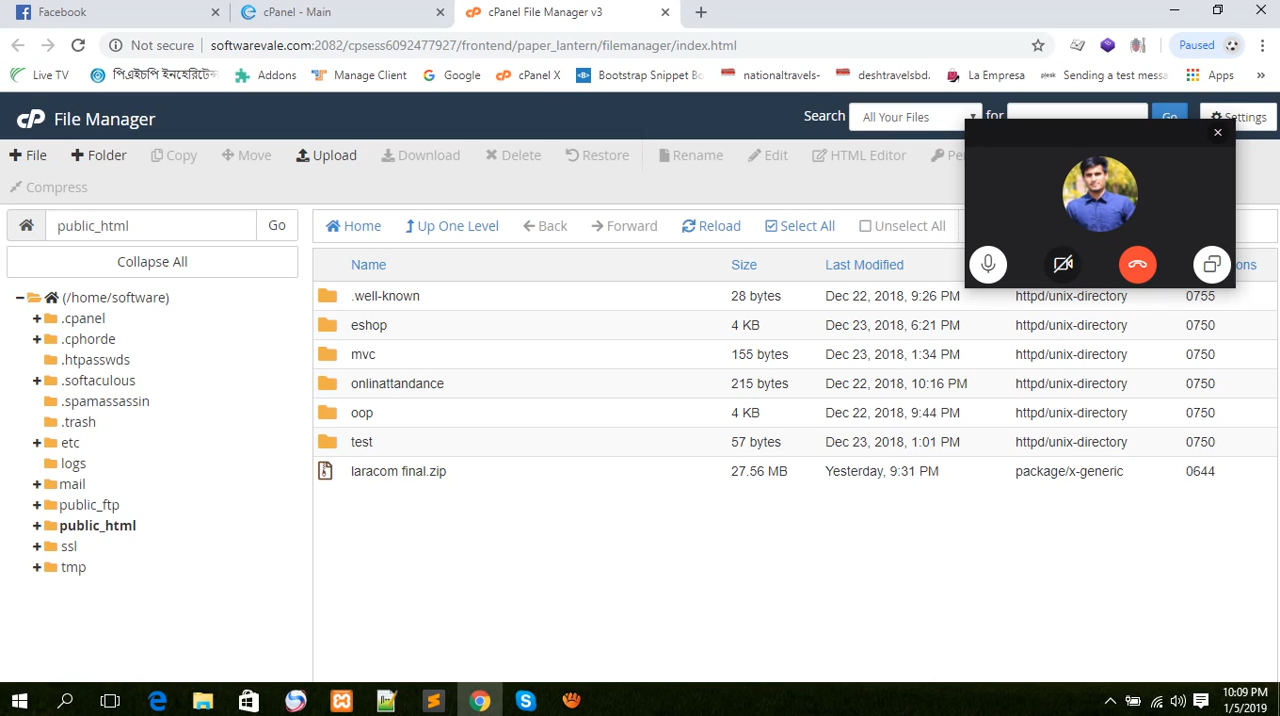 Facebook
cPanel - Main
cPanel File Manager v3
Not secure
softwarevale.com:2082/cpsess6092477927/frontend/paper_lantern/filemanager/index.html
Paused
Live TV
Addons
Manage Client
Google
cPanel X
Bootstrap Snippet Bo
nationaltravels-
deshtravelsbd.
La Empresa
plesk
Sending a test messa
Apps
»
cP File Manager
Search
All Your Files
for
Go
Settings
File
Folder
Copy
Move
Upload
Download
Delete
Restore
Rename
Edit
HTML Editor
Pe
Compress
public_html
Go
Home
Up One Level
Back
Forward
Reload
Select All
Unselect All
Collapse All
Name
Size
Last Modified
ons
(/home/software)
.cpanel
.cphorde
.htpasswds
.softaculous
.spamassassin
.trash
etc
logs
mail
public_ftp
public_html
ssl
tmp
.well-known 28 bytes Dec 22, 2018, 9:26 PM httpd/unix-directory 0755
eshop 4 KB Dec 23, 2018, 6:21 PM httpd/unix-directory 0750
mvc 155 bytes Dec 23, 2018, 1:34 PM httpd/unix-directory 0750
onlinattandance 215 bytes Dec 22, 2018, 10:16 PM httpd/unix-directory 0750
oop 4 KB Dec 22, 2018, 9:44 PM httpd/unix-directory 0750
test 57 bytes Dec 23, 2018, 1:01 PM httpd/unix-directory 0750
laracom final.zip 27.56 MB Yesterday, 9:31 PM package/x-generic 0644
10:09 PM
1/5/2019